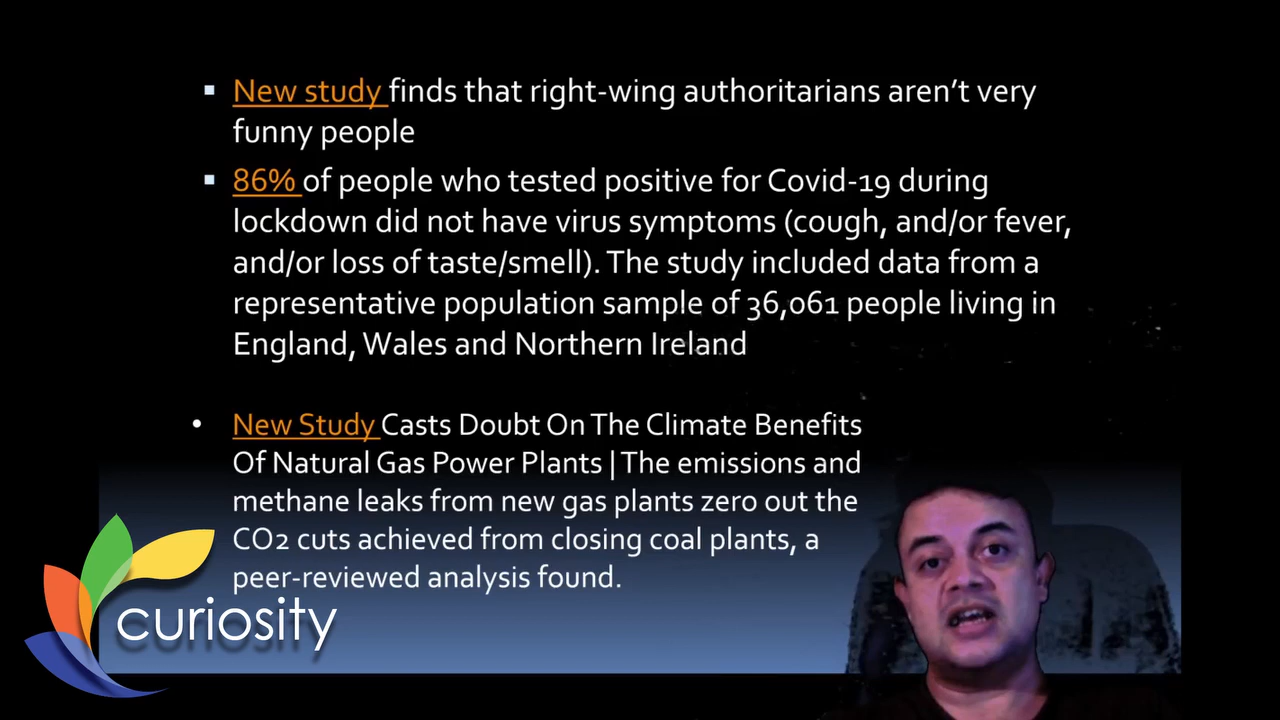 New study finds that right-wing authoritarians aren't very
funny people
86% of people who tested positive for Covid-19 during
lockdown did not have virus symptoms (cough, and/or fever,
and/or loss of taste/smell). The study included data from a
representative population sample of 36,061 people living in
England, Wales and Northern Ireland
New Study Casts Doubt On The Climate Benefits
Of Natural Gas Power Plants | The emissions and
methane leaks from new gas plants zero out the
CO2 cuts achieved from closing coal plants, a
peer-reviewed analysis found.
curiosity